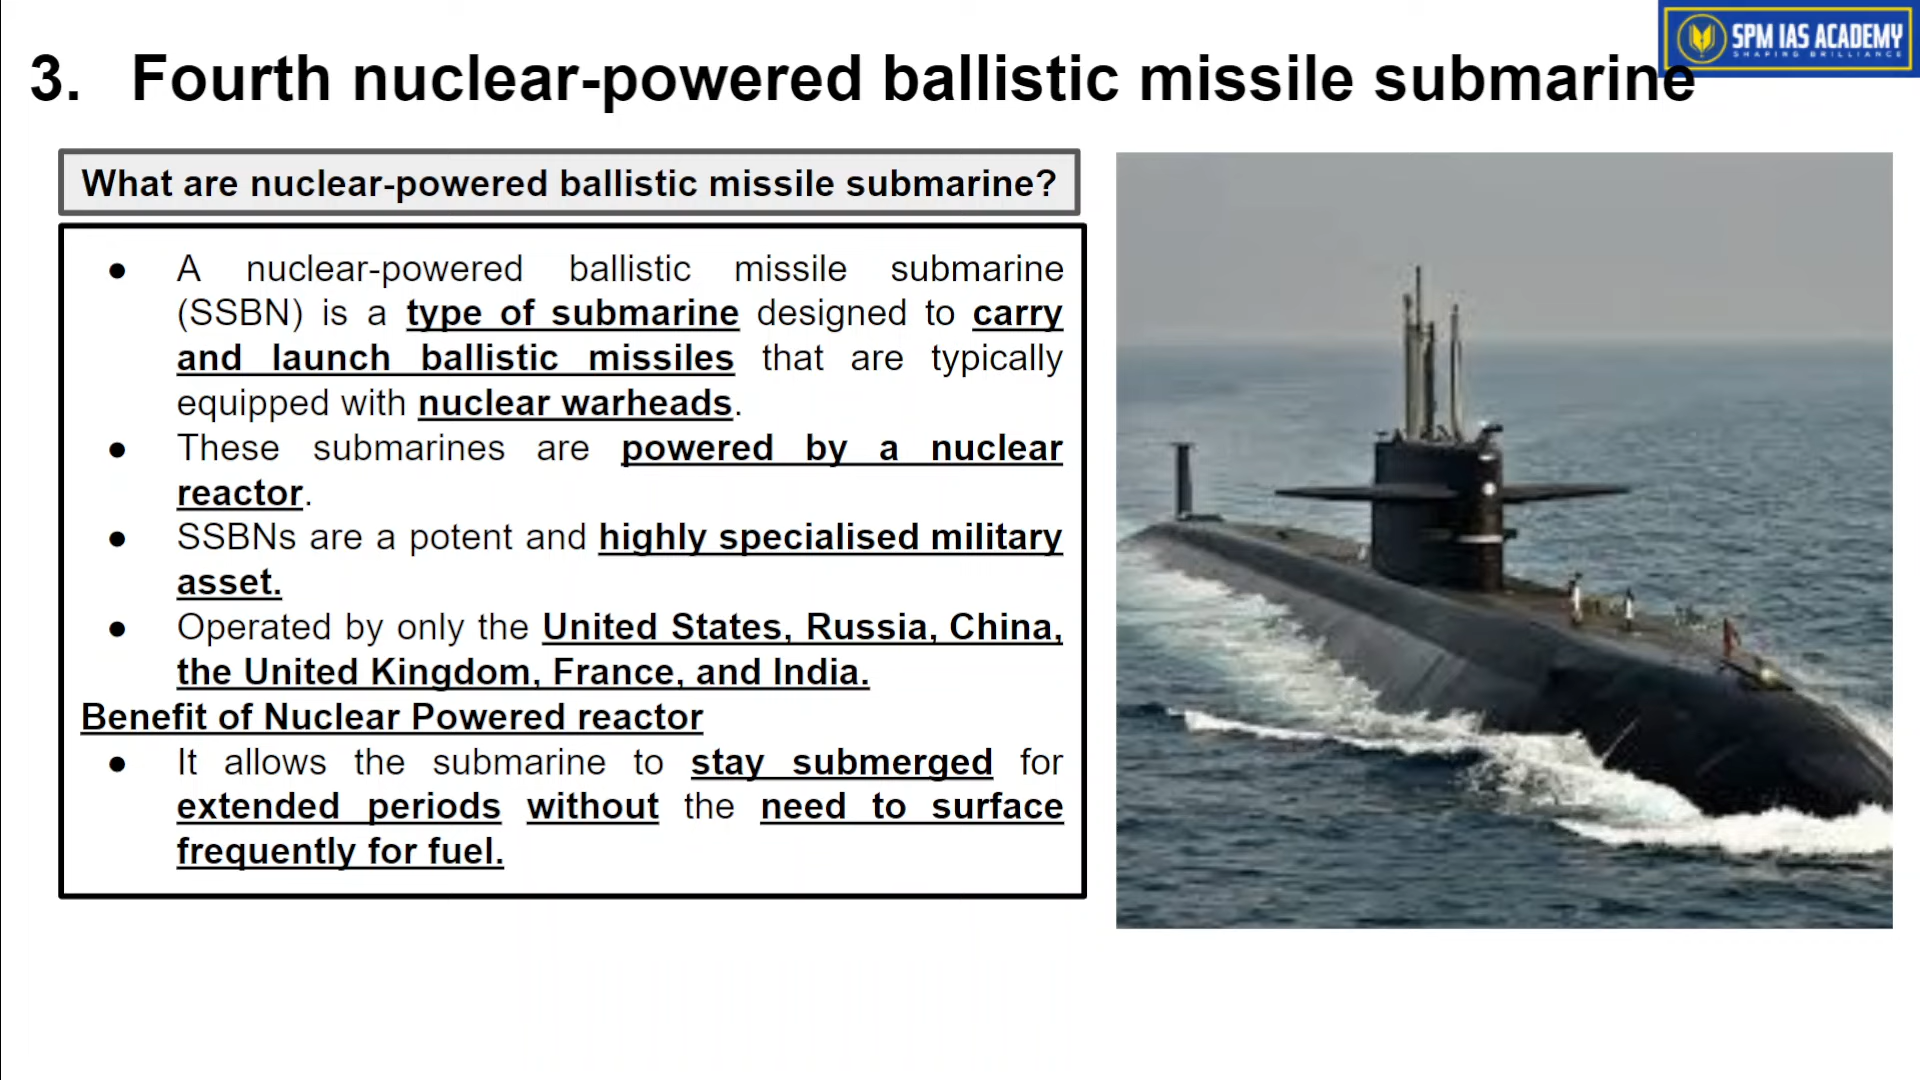 SPM IAS ACADEMY
SHAPING BRILLIANCE
3. Fourth nuclear-powered ballistic missile submarine
What are nuclear-powered ballistic missile submarine?
● A nuclear-powered ballistic missile submarine
(SSBN) is a type of submarine designed to carry
and launch ballistic missiles that are typically
equipped with nuclear warheads.
● These submarines are powered by a nuclear
reactor.
● SSBNs are a potent and highly specialised military
asset.
● Operated by only the United States, Russia, China,
the United Kingdom, France, and India.
Benefit of Nuclear Powered reactor
● It allows the submarine to stay submerged for
extended periods without the need to surface
frequently for fuel.